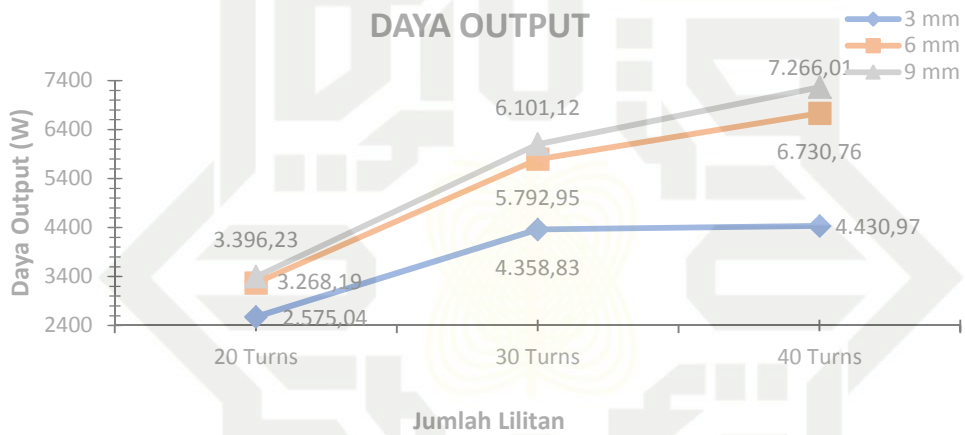 DAYA OUTPUT
3 mm
6 mm
9 mm
Daya Output (W)
7400
6400
5400
4400
3400
2400
7.266,01
6.101,12
6.730,76
5.792,95
4.430,97
4.358,83
3.396,23
3.268,19
2.575,04
20 Turns
30 Turns
40 Turns
Jumlah Lilitan